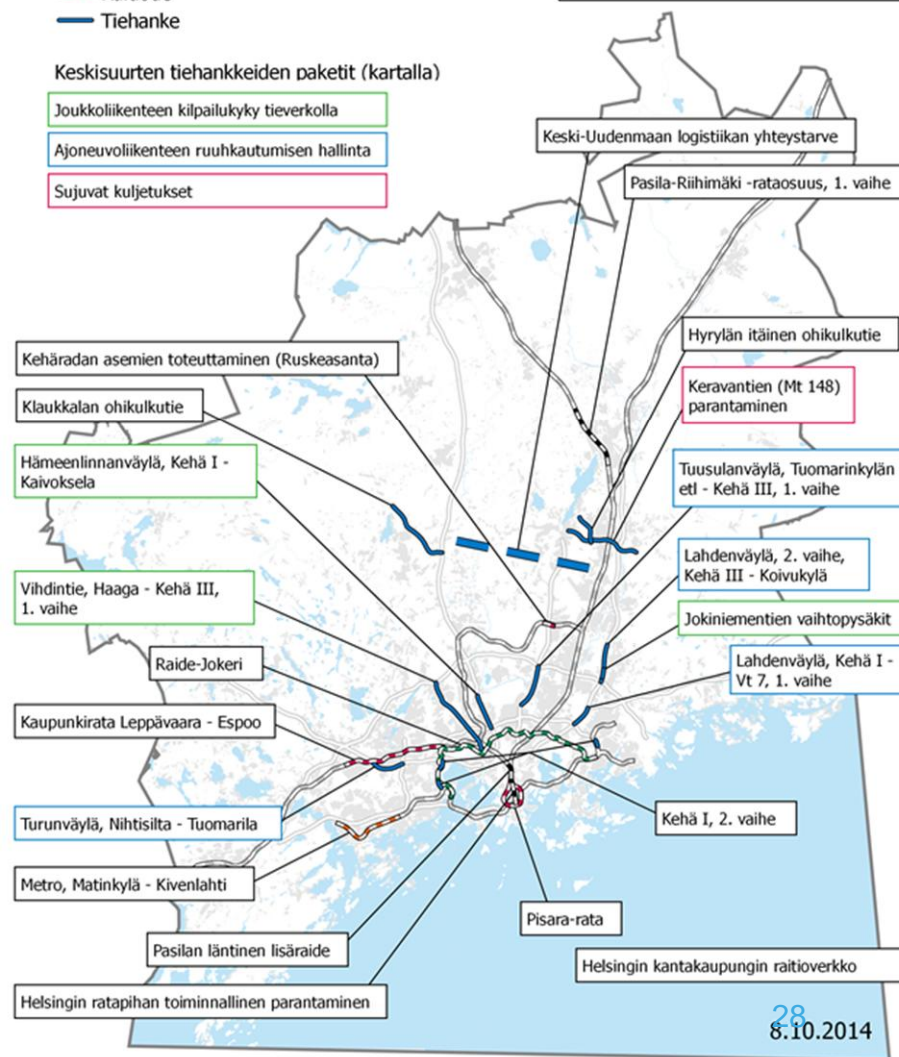 Tiehanke
Keskisuurten tiehankkeiden paketit (kartalla)
Joukkoliikenteen kilpailukyky tieverkolla
Ajoneuvoliikenteen ruuhkautumisen hallinta
Sujuvat kuljetukset
Keski-Uudenmaan logistiikan yhteystarve
Pasila-Riihimäki -rataosuus, 1. vaihe
Hyrylän itäinen ohikulkutie
Kehäradan asemien toteuttaminen (Ruskeasanta)
Keravantien (Mt 148)
parantaminen
Klaukkalan ohikulkutie
Hämeenlinnanväylä, Kehä I -
Kaivoksela
Tuusulanväylä, Tuomarinkylän
etl - Kehä III, 1. vaihe
Lahdenväylä, 2. vaihe,
Kehä III - Koivukylä
Vihdintie, Haaga - Kehä III,
1. vaihe
Jokiniementien vaihtopysäkit
Raide-Jokeri
Lahdenväylä, Kehä I -
Vt 7, 1. vaihe
Kaupunkirata Leppävaara - Espoo
Turunväylä, Nihtisilta - Tuomarila
Kehä I, 2. vaihe
Metro, Matinkylä - Kivenlahti
Pisara-rata
Pasilan läntinen lisäraide
Helsingin kantakaupungin raitioverkko
Helsingin ratapihan toiminnallinen parantaminen
28
8.10.2014